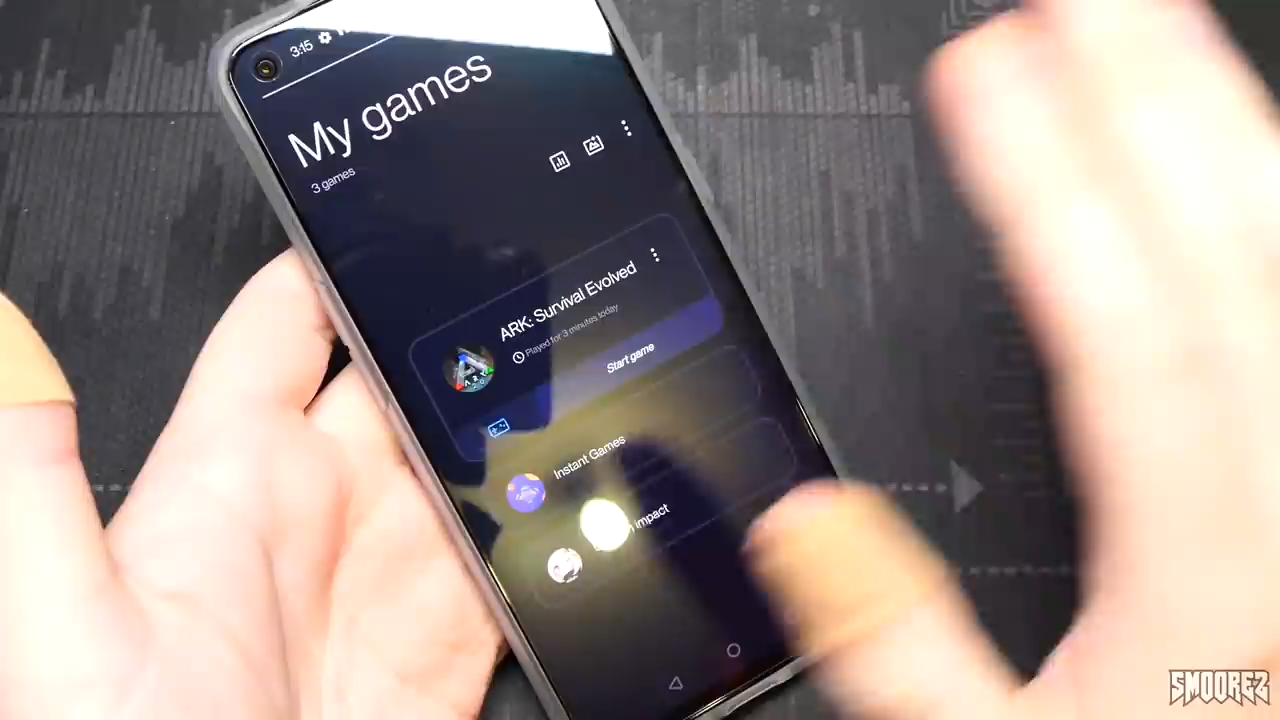 3:15
My games
3 games
ARK: Survival Evolved
Played for 3 minutes today
Start game
Instant Games
impact
SMOOREZ